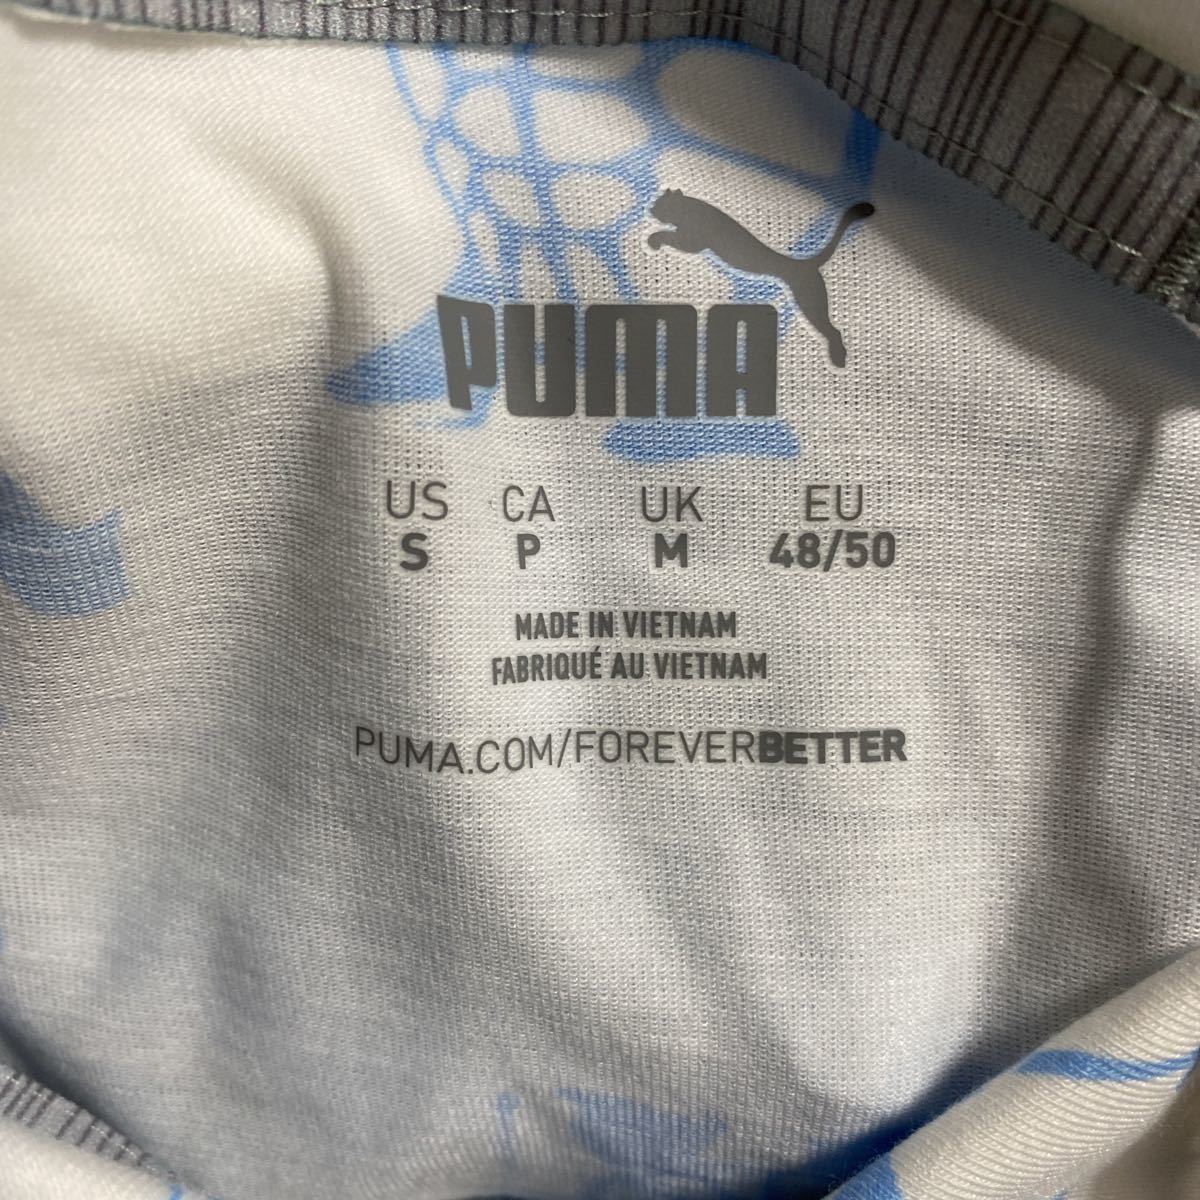 PUMA
US CA UK EU
S P M 48/50
MADE IN VIETNAM
FABRIQUÉ AU VIETNAM
PUMA.COM/FOREVERBETTER